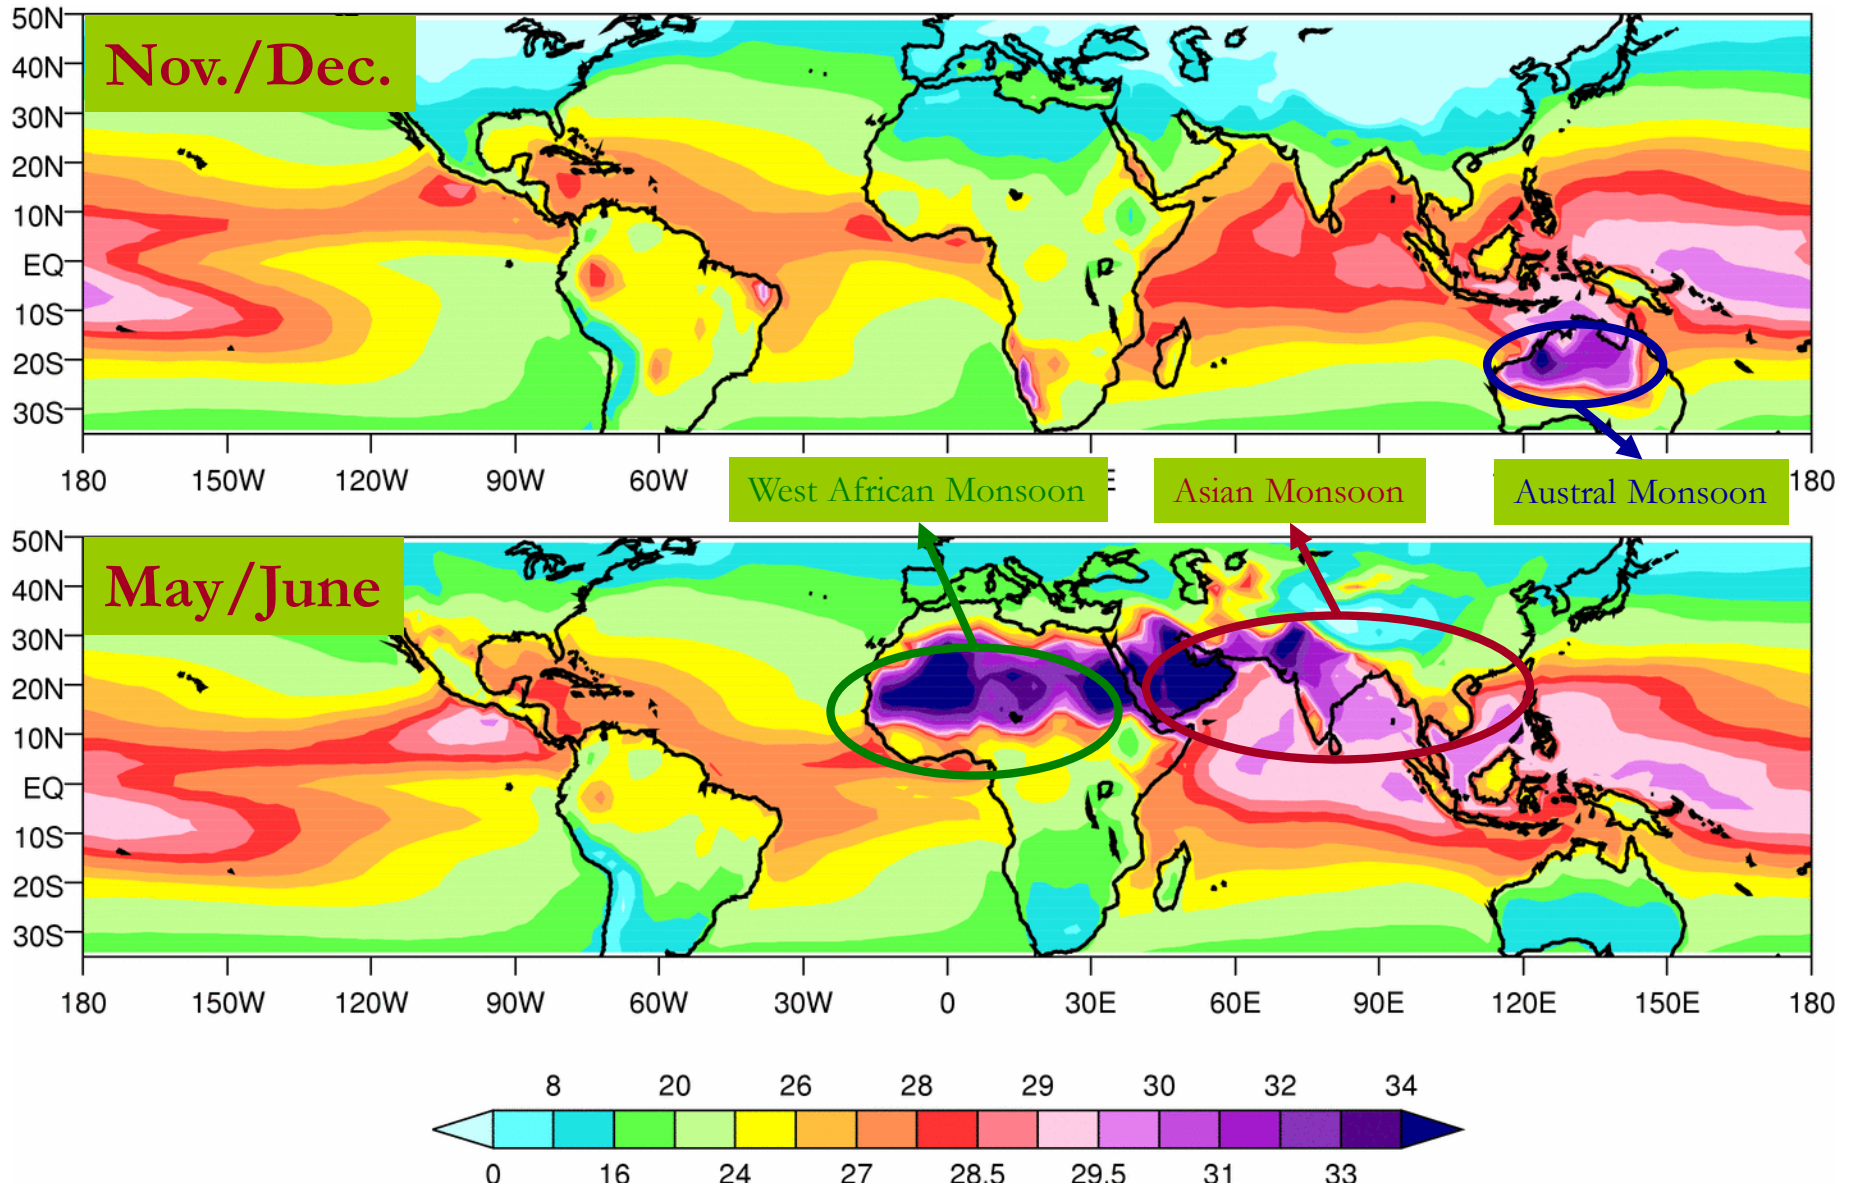 50N
Nov./Dec.
40N
30N
20N
10N
EQ
10S
20S
30S
180 150W 120W 90W 60W E 180
West African Monsoon Asian Monsoon Austral Monsoon
50N
May/June
40N
30N
20N
10N
EQ
10S
20S
30S
180 150W 120W 90W 60W 30W 0 30E 60E 90E 120E 150E 180
8 20 26 28 29 30 32 34
0 16 24 27 28.5 29.5 31 33